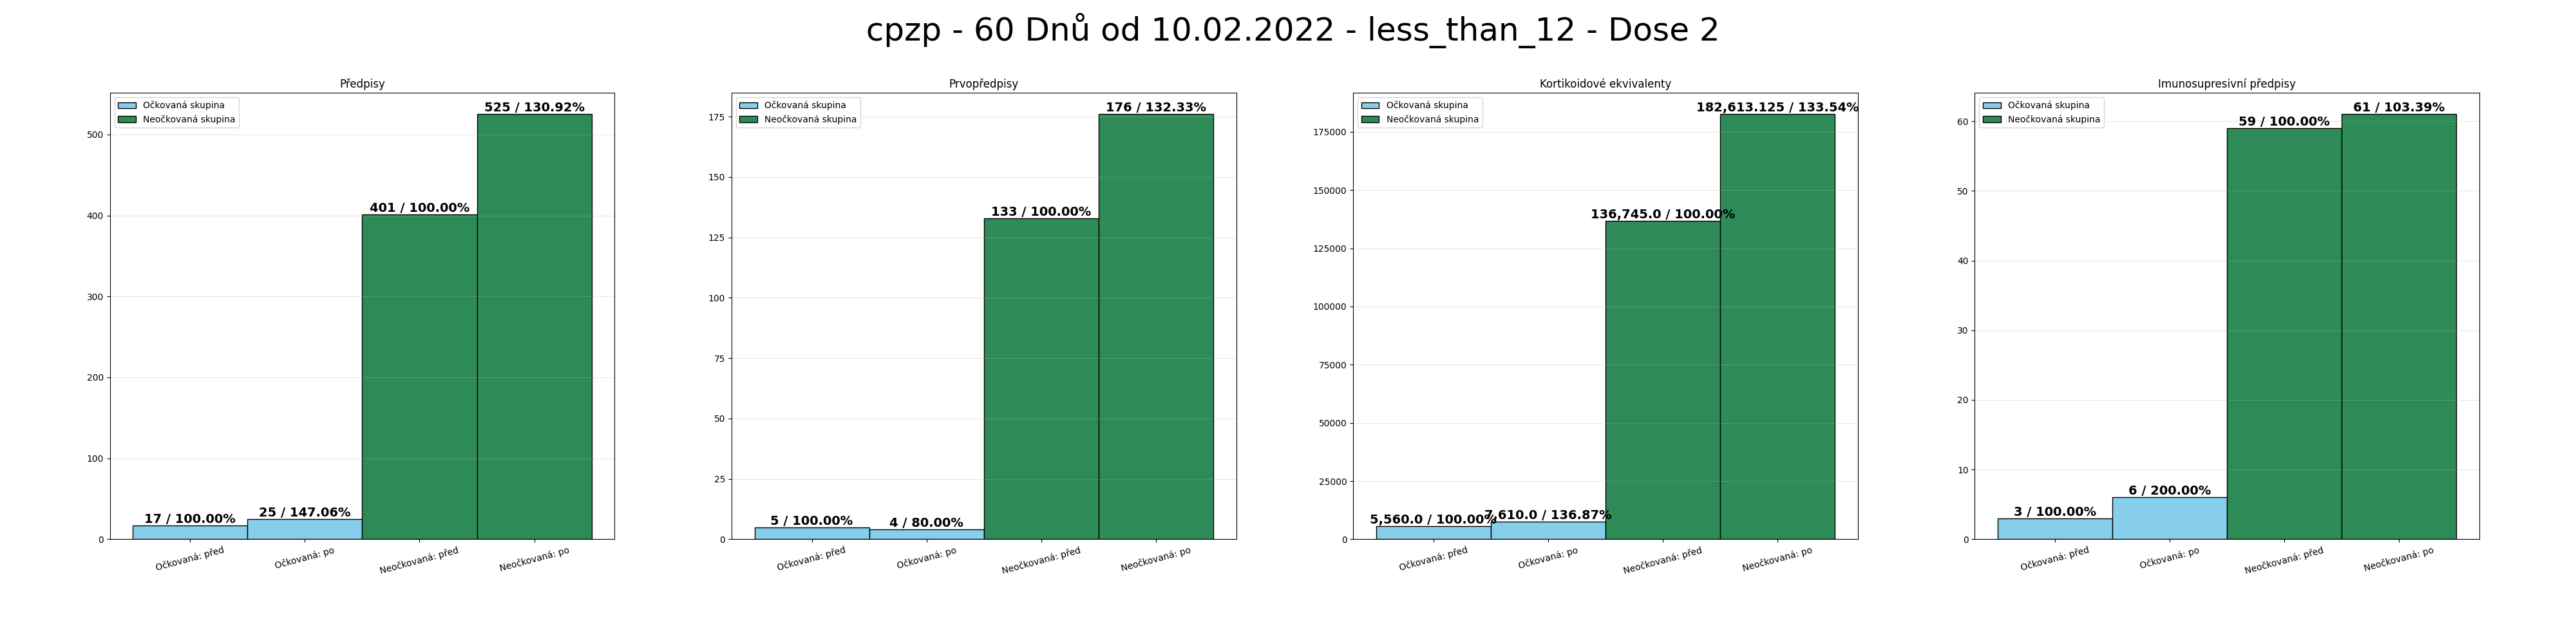 cpzp - 60 Dnů od 10.02.2022 - less_than_12 - Dose 2
Předpisy
Očkovaná skupina
Neočkovaná skupina
500
400
300
200
100
0
17 / 100.00%
25 / 147.06%
401 / 100.00%
525 / 130.92%
Očkovaná: před
Očkovaná: po
Neočkovaná: před
Neočkovaná: po
Prvopředpisy
Očkovaná skupina
Neočkovaná skupina
175
150
125
100
75
50
25
0
5 / 100.00%
4 / 80.00%
133 / 100.00%
176 / 132.33%
Očkovaná: před
Očkovaná: po
Neočkovaná: před
Neočkovaná: po
Kortikoidové ekvivalenty
Očkovaná skupina
Neočkovaná skupina
175000
150000
125000
100000
75000
50000
25000
0
5,560.0 / 100.00%
7,610.0 / 136.87%
136,745.0 / 100.00%
182,613.125 / 133.54%
Očkovaná: před
Očkovaná: po
Neočkovaná: před
Neočkovaná: po
Imunosupresivní předpisy
Očkovaná skupina
Neočkovaná skupina
60
50
40
30
20
10
0
3 / 100.00%
6 / 200.00%
59 / 100.00%
61 / 103.39%
Očkovaná: před
Očkovaná: po
Neočkovaná: před
Neočkovaná: po